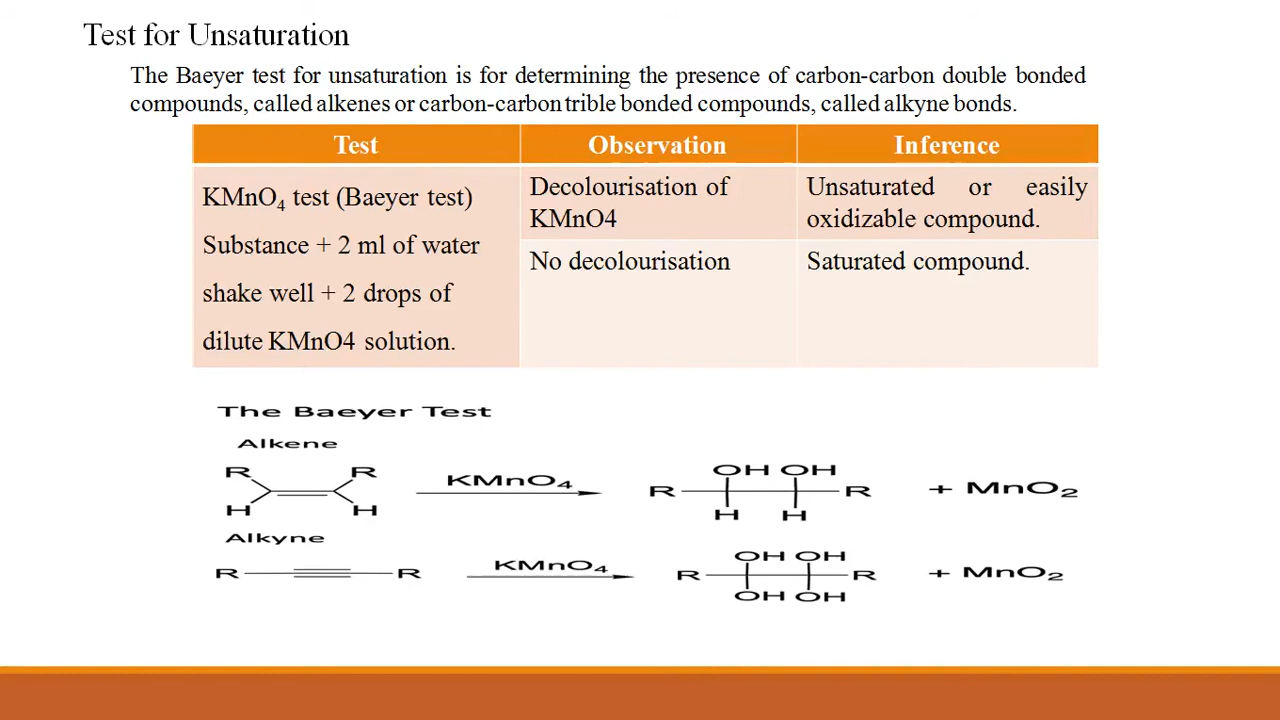 Test for Unsaturation
The Baeyer test for unsaturation is for determining the presence of carbon-carbon double bonded
compounds, called alkenes or carbon-carbon trible bonded compounds, called alkyne bonds.
Test
Observation
Inference
KMnO₄ test (Baeyer test)
Substance + 2 ml of water
shake well + 2 drops of
dilute KMnO4 solution.
Decolourisation of
KMnO4
Unsaturated or easily
oxidizable compound.
No decolourisation
Saturated compound.
The Baeyer Test
Alkene
R R
H H
KMnO₄
OH OH
R R
H H
+ MnO₂
Alkyne
R R
KMnO₄
OH OH
R R
OH OH
+ MnO₂